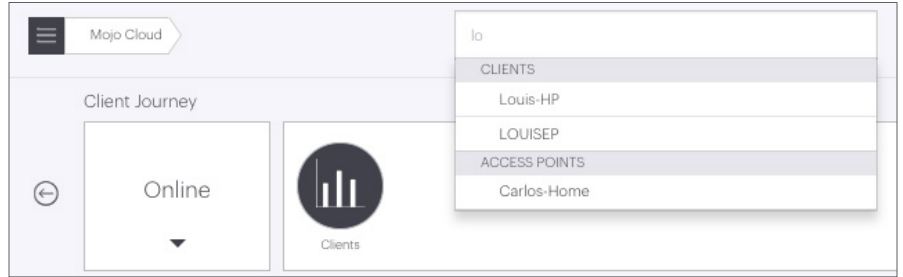 Mojo Cloud
lo
CLIENTS
Louis-HP
LOUISEP
ACCESS POINTS
Carlos-Home
Client Journey
Online
Clients